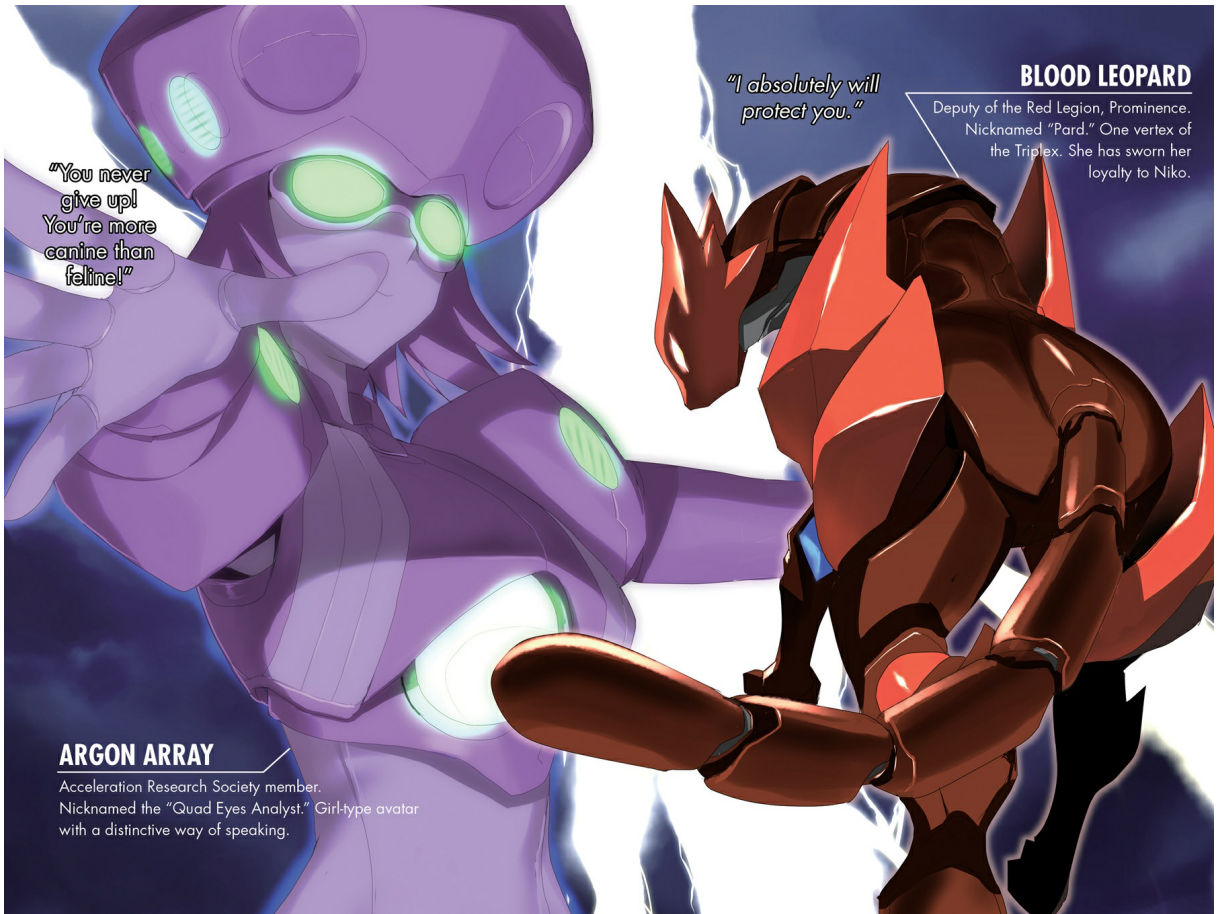 “You never
give up!
You’re more
canine than
feline!”
ARGON ARRAY
Acceleration Research Society member.
Nicknamed the “Quad Eyes Analyst.” Girl-type avatar
with a distinctive way of speaking.
“I absolutely will
protect you.”
BLOOD LEOPARD
Deputy of the Red Legion, Prominence.
Nicknamed “Pard.” One vertex of
the Triplex. She has sworn her
loyalty to Niko.